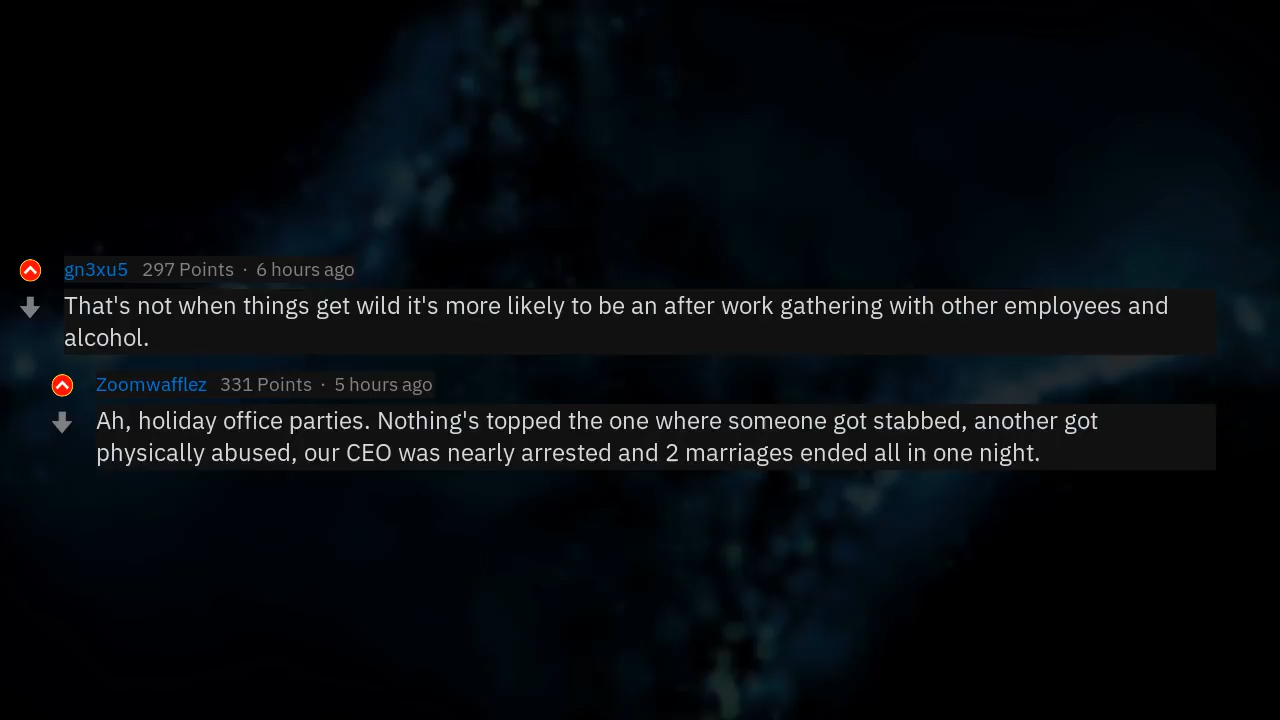 gn3xu5 297 Points · 6 hours ago
That's not when things get wild it's more likely to be an after work gathering with other employees and
alcohol.
Zoomwafflez 331 Points · 5 hours ago
Ah, holiday office parties. Nothing's topped the one where someone got stabbed, another got
physically abused, our CEO was nearly arrested and 2 marriages ended all in one night.